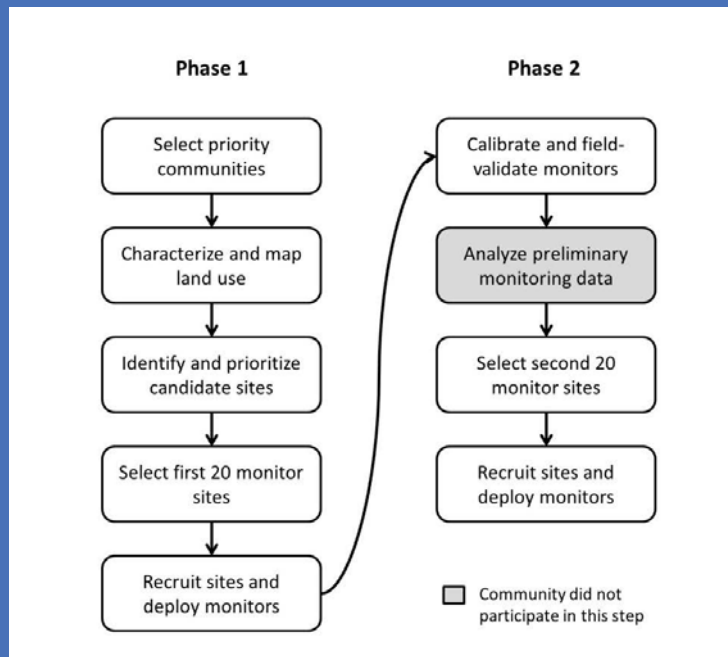 Phase 1
Select priority
communities
Characterize and map
land use
Identify and prioritize
candidate sites
Select first 20 monitor
sites
Recruit sites and
deploy monitors
Phase 2
Calibrate and field-
validate monitors
Analyze preliminary
monitoring data
Select second 20
monitor sites
Recruit sites and
deploy monitors
Community did not
participate in this step